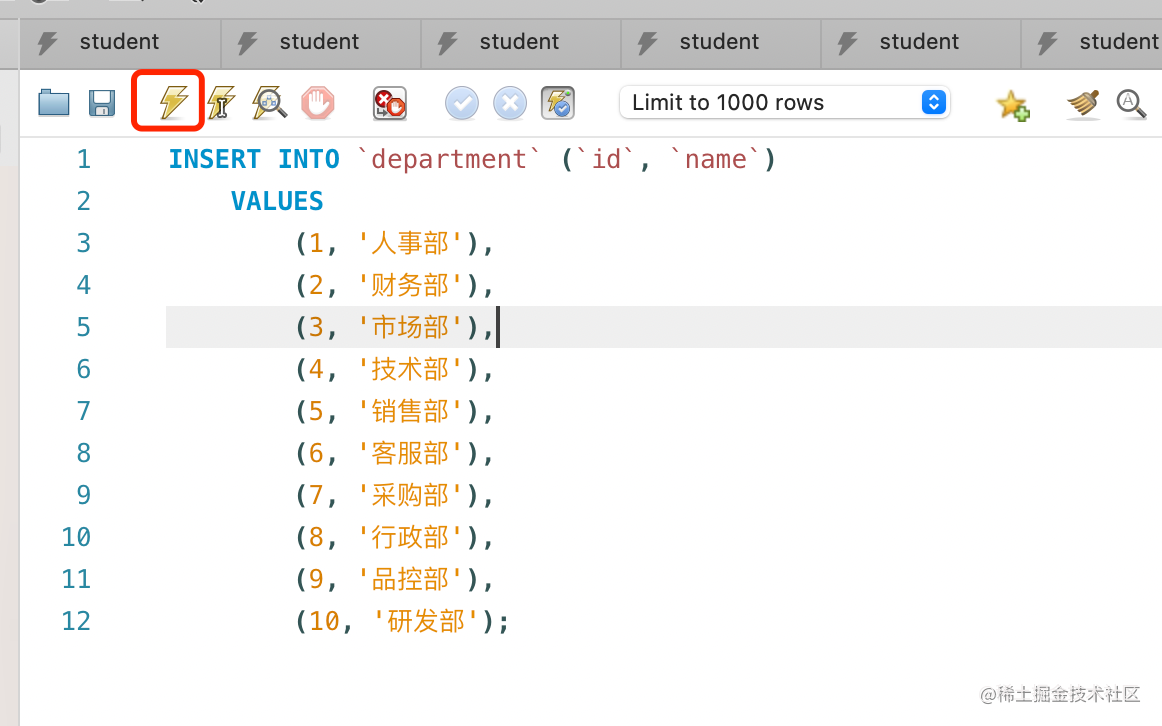 student student student student student student
Limit to 1000 rows
1 INSERT INTO `department` (`id`, `name`)
2 VALUES
3 (1, '人事部'),
4 (2, '财务部'),
5 (3, '市场部'),
6 (4, '技术部'),
7 (5, '销售部'),
8 (6, '客服部'),
9 (7, '采购部'),
10 (8, '行政部'),
11 (9, '品控部'),
12 (10, '研发部');
@稀土掘金技术社区